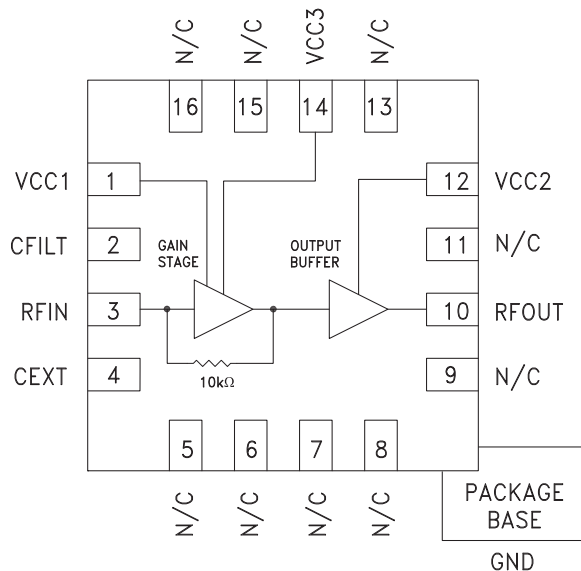 N/C
N/C
VCC3
N/C
16
15
14
13
VCC1
1
12
VCC2
CFILT
2
GAIN
STAGE
OUTPUT
BUFFER
11
N/C
RFIN
3
10
RFOUT
CEXT
4
10kΩ
9
N/C
5
6
7
8
N/C
N/C
N/C
N/C
PACKAGE
BASE
GND